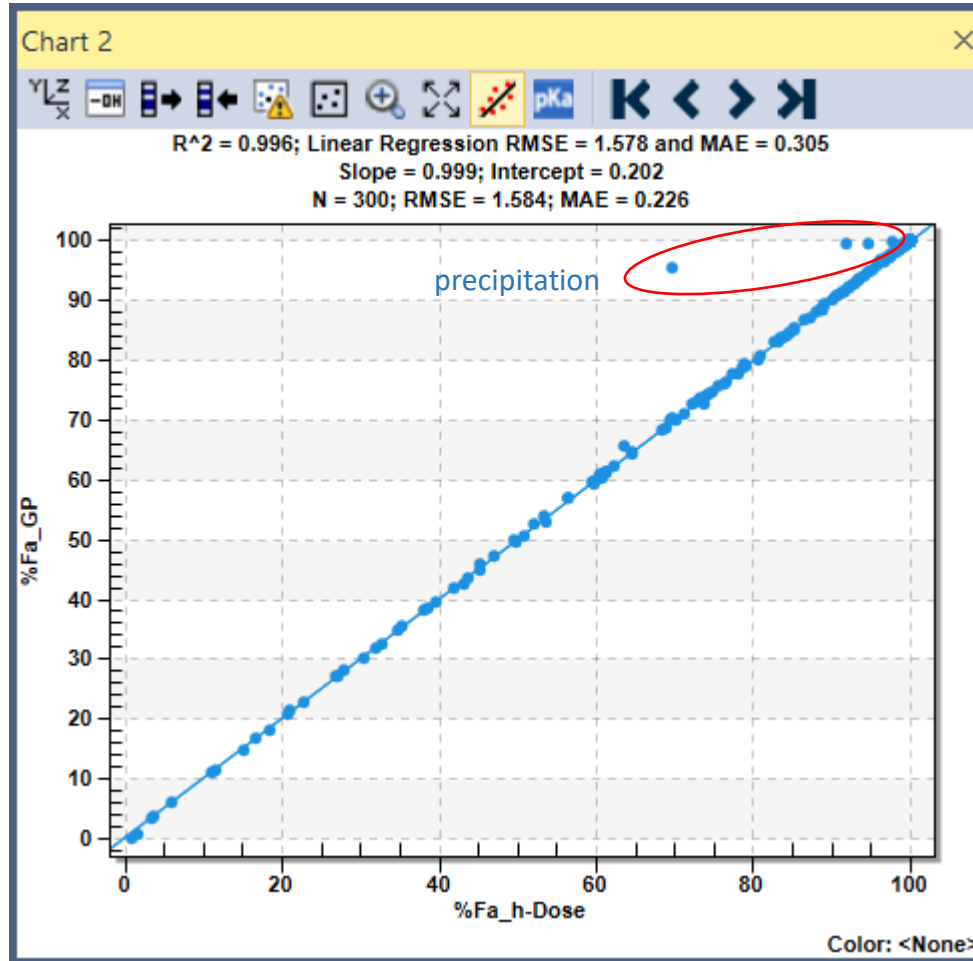 Chart 2
Y Z X
-OH
pKa
R^2 = 0.996; Linear Regression RMSE = 1.578 and MAE = 0.305
Slope = 0.999; Intercept = 0.202
N = 300; RMSE = 1.584; MAE = 0.226
100
precipitation
90
80
70
60
50
40
30
20
10
0
%Fa_GP
0 20 40 60 80 100
%Fa_h-Dose
Color: <None>